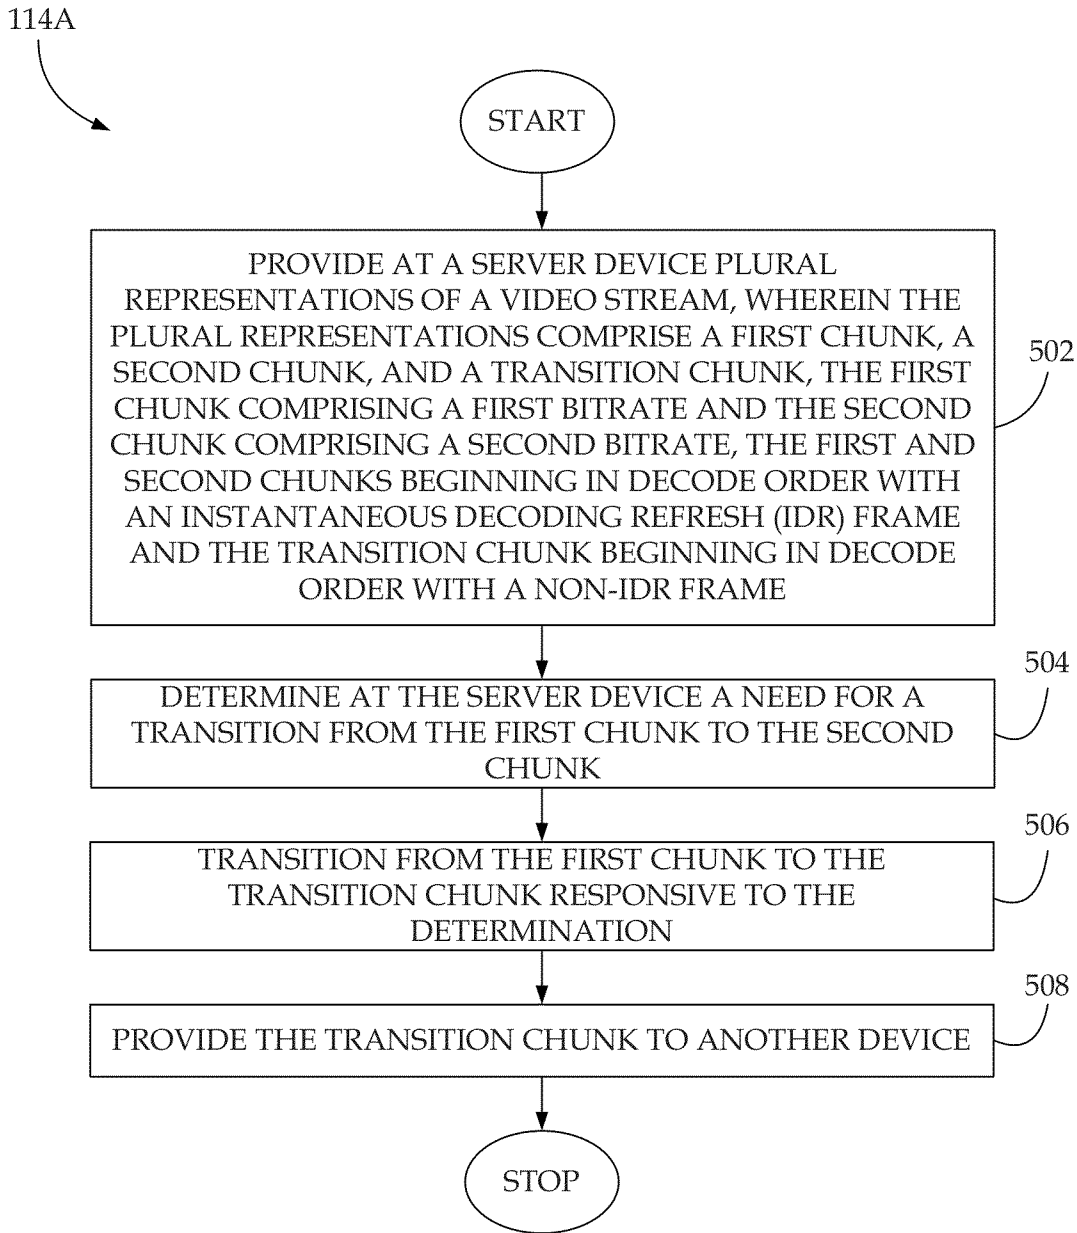 114A
START
PROVIDE AT A SERVER DEVICE PLURAL
REPRESENTATIONS OF A VIDEO STREAM, WHEREIN THE
PLURAL REPRESENTATIONS COMPRISE A FIRST CHUNK, A
SECOND CHUNK, AND A TRANSITION CHUNK, THE FIRST
CHUNK COMPRISING A FIRST BITRATE AND THE SECOND
CHUNK COMPRISING A SECOND BITRATE, THE FIRST AND
SECOND CHUNKS BEGINNING IN DECODE ORDER WITH
AN INSTANTANEOUS DECODING REFRESH (IDR) FRAME
AND THE TRANSITION CHUNK BEGINNING IN DECODE
ORDER WITH A NON-IDR FRAME
502
DETERMINE AT THE SERVER DEVICE A NEED FOR A
TRANSITION FROM THE FIRST CHUNK TO THE SECOND
CHUNK
504
TRANSITION FROM THE FIRST CHUNK TO THE
TRANSITION CHUNK RESPONSIVE TO THE
DETERMINATION
506
PROVIDE THE TRANSITION CHUNK TO ANOTHER DEVICE
508
STOP